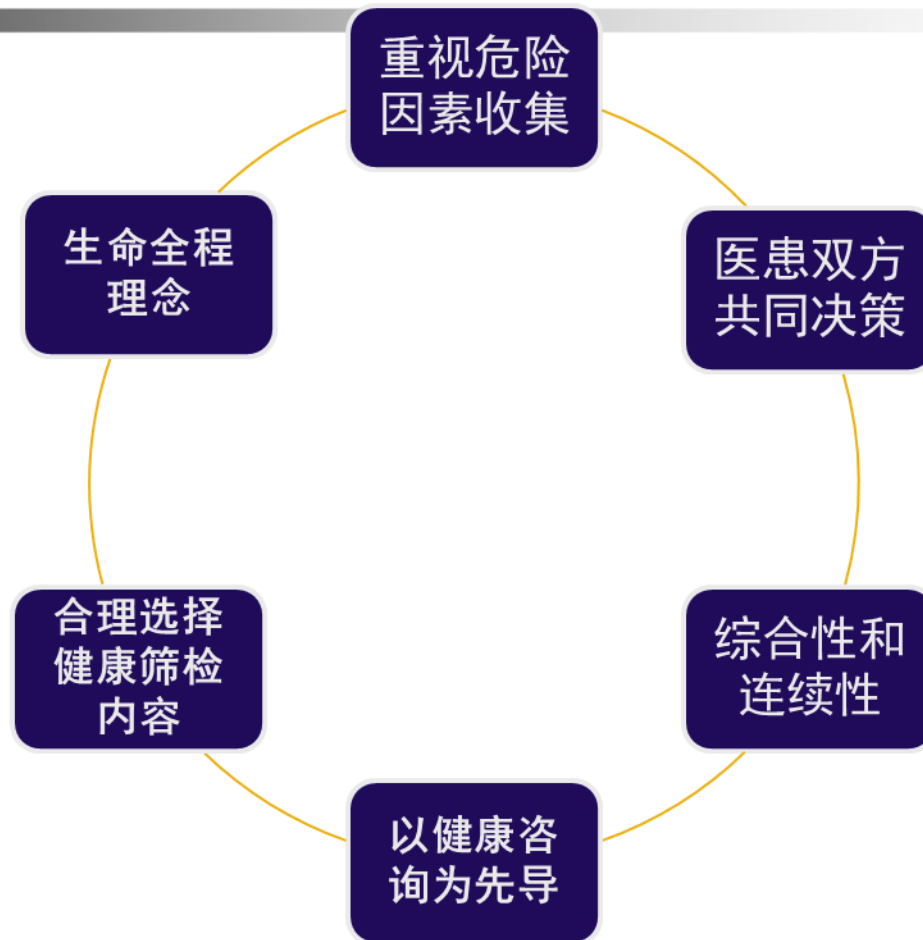 重视危险
因素收集
医患双方
共同决策
综合性和
连续性
以健康咨
询为先导
合理选择
健康筛检
内容
生命全程
理念